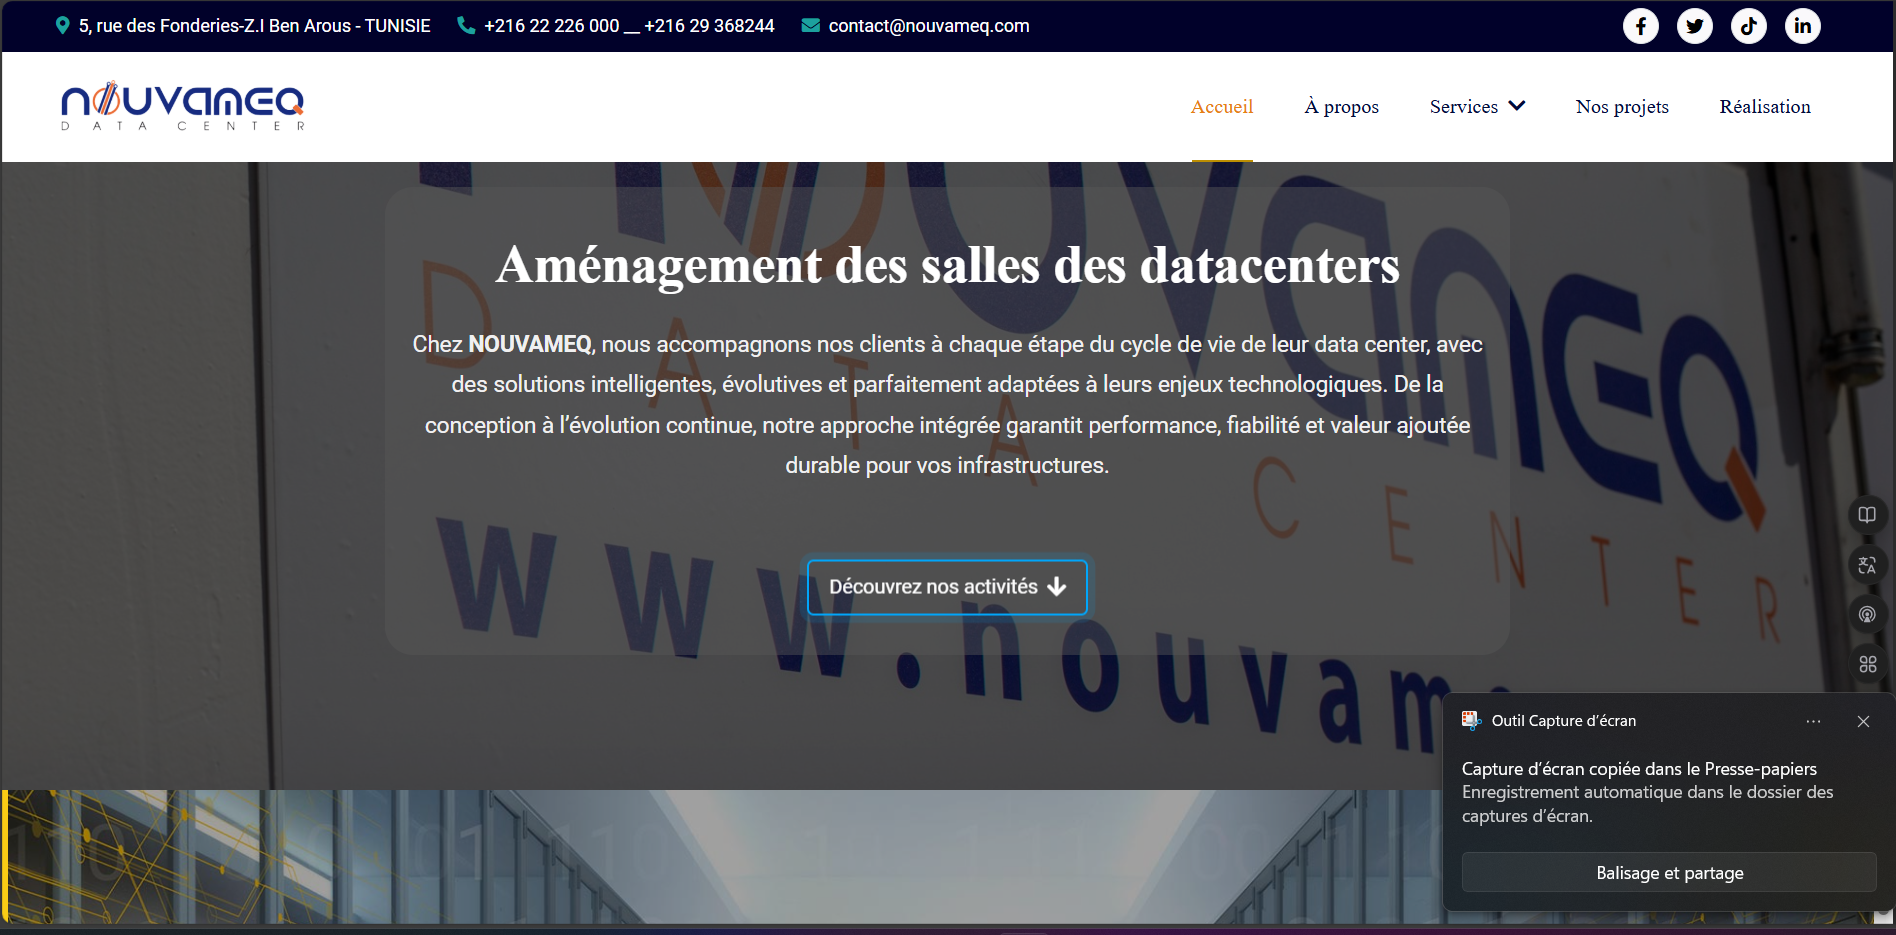 5, rue des Fonderies-Z.I Ben Arous - TUNISIE
+216 22 226 000 __ +216 29 368244
contact@nouvameq.com
NOUVAMEQ
DATA CENTER
Accueil
À propos
Services
Nos projets
Réalisation
Aménagement des salles des datacenters
Chez NOUVAMEQ, nous accompagnons nos clients à chaque étape du cycle de vie de leur data center, avec
des solutions intelligentes, évolutives et parfaitement adaptées à leurs enjeux technologiques. De la
conception à l’évolution continue, notre approche intégrée garantit performance, fiabilité et valeur ajoutée
durable pour vos infrastructures.
Découvrez nos activités
NOUVAMEQ
DATA CENTER
www.nouvame
Outil Capture d’écran
Capture d’écran copiée dans le Presse-papiers
Enregistrement automatique dans le dossier des
captures d’écran.
Balisage et partage